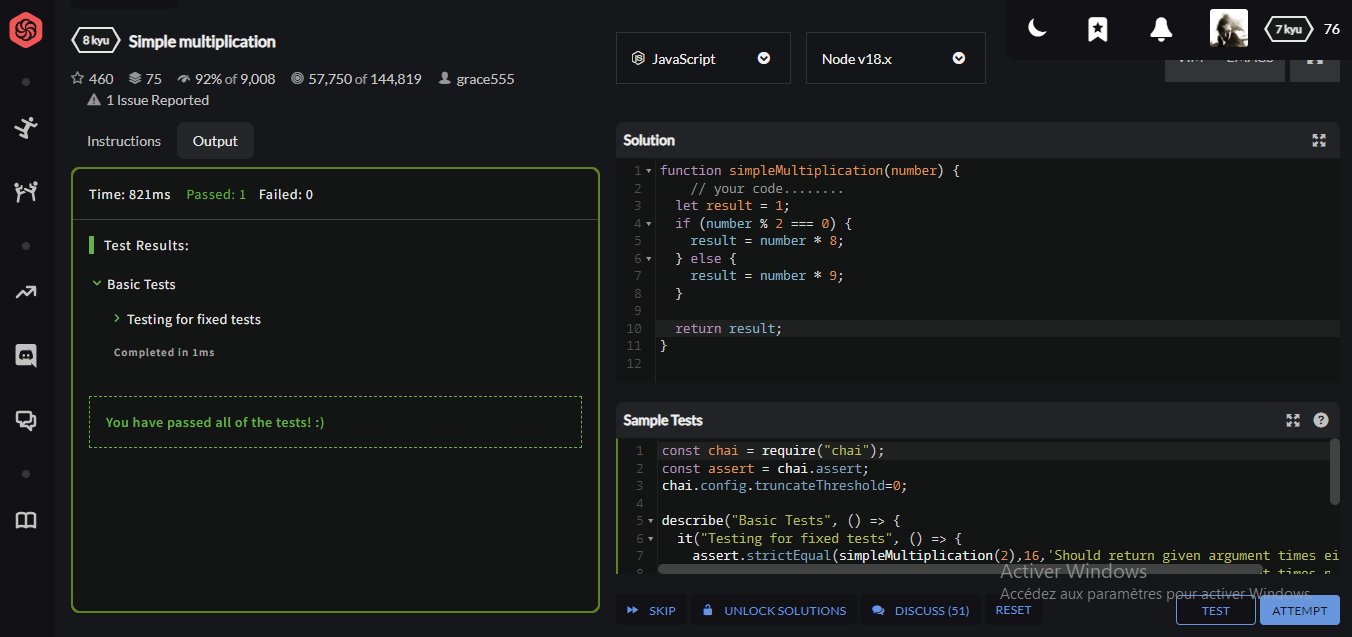 8 kyu Simple multiplication
460 75 92% of 9,008 57,750 of 144,819 grace555
1 Issue Reported
Instructions Output
Time: 821ms Passed: 1 Failed: 0
Test Results:
Basic Tests
Testing for fixed tests
Completed in 1ms
You have passed all of the tests! :)
JavaScript Node v18.x
7 kyu 76
VIM EMACS
Solution
1 function simpleMultiplication(number) {
2 // your code........
3 let result = 1;
4 if (number % 2 === 0) {
5 result = number * 8;
6 } else {
7 result = number * 9;
8 }
9
10 return result;
11 }
12
Sample Tests
1 const chai = require("chai");
2 const assert = chai.assert;
3 chai.config.truncateThreshold=0;
4
5 describe("Basic Tests", () => {
6 it("Testing for fixed tests", () => {
7 assert.strictEqual(simpleMultiplication(2),16,'Should return given argument times ei
Activer Windows
Accédez aux paramètres pour activer Windows.
SKIP UNLOCK SOLUTIONS DISCUSS (51) RESET TEST ATTEMPT